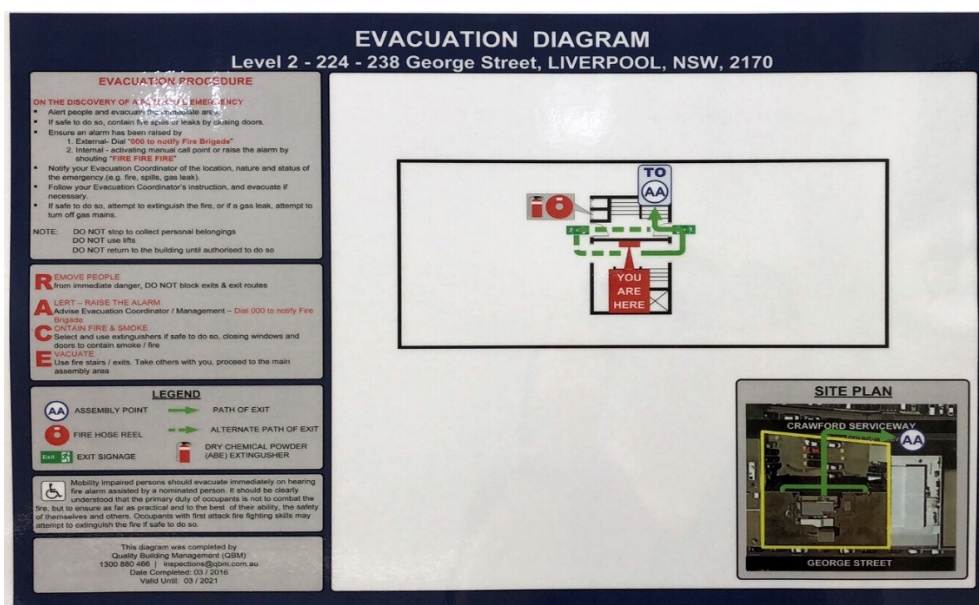 EVACUATION DIAGRAM
Level 2 - 224 - 238 George Street, LIVERPOOL, NSW, 2170
EVACUATION PROCEDURE
ON THE DISCOVERY OF A POTENTIAL EMERGENCY
Alert people and evacuate the immediate area.
If safe to do so, contain fire spills or leaks by closing doors.
Ensure an alarm has been raised by
1. External- Dial "000 to notify Fire Brigade"
2. Internal - activating manual call point or raise the alarm by
shouting "FIRE FIRE FIRE"
Notify your Evacuation Coordinator of the location, nature and status of
the emergency.(e.g. fire, spills, gas leak).
Follow your Evacuation Coordinator's instruction, and evacuate if
necessary.
If safe to do so, attempt to extinguish the fire, or if a gas leak, attempt to
turn off gas mains.
NOTE: DO NOT stop to collect personal belongings
DO NOT use lifts
DO NOT return to the building until authorised to do so
REMOVE PEOPLE
from immediate danger, DO NOT block exits & exit routes
ALERT – RAISE THE ALARM
Advise Evacuation Coordinator / Management – Dial 000 to notify Fire
Brigade
CONTAIN FIRE & SMOKE
Select and use extinguishers if safe to do so, closing windows and
doors to contain smoke / fire
EVACUATE
Use fire stairs / exits. Take others with you, proceed to the main
assembly area
LEGEND
AA ASSEMBLY POINT
PATH OF EXIT
FIRE HOSE REEL
ALTERNATE PATH OF EXIT
Exit EXIT SIGNAGE
DRY CHEMICAL POWDER
(ABE) EXTINGUSHER
Mobility impaired persons should evacuate immediately on hearing
fire alarm assisted by a nominated person. It should be clearly
understood that the primary duty of occupants is not to combat the
fire, but to ensure as far as practical and to the best of their ability, the safety
of themselves and others. Occupants with first attack fire fighting skills may
attempt to extinguish the fire if safe to do so.
This diagram was completed by
Quality Building Management (QBM)
1300 880 466 | inspections@qbm.com.au
Date Completed: 03 / 2016
Valid Until: 03 / 2021
TO
AA
YOU
ARE
HERE
SITE PLAN
CRAWFORD SERVICEWAY
AA
GEORGE STREET